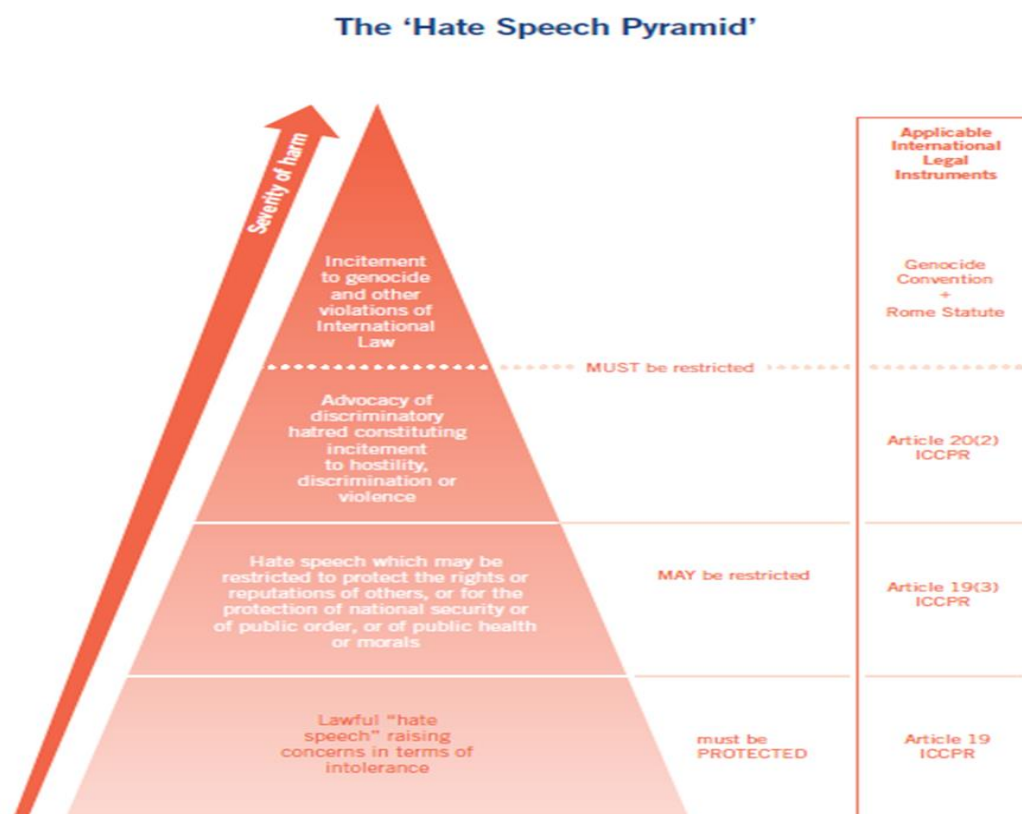 The ‘Hate Speech Pyramid’
Severity of harm
Incitement
to genocide
and other
violations of
International
Law
Advocacy of
discriminatory
hatred constituting
incitement
to hostility,
discrimination or
violence
Hate speech which may be
restricted to protect the rights or
reputations of others, or for the
protection of national security or
of public order, or of public health
or morals
Lawful “hate
speech” raising
concerns in terms of
intolerance
MUST be restricted
MAY be restricted
must be
PROTECTED
Applicable
International
Legal
Instruments
Genocide
Convention
+
Rome Statute
Article 20(2)
ICCPR
Article 19(3)
ICCPR
Article 19
ICCPR